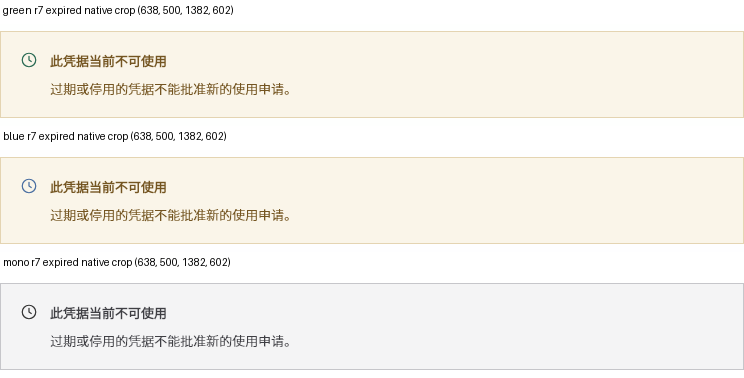 green r7 expired native crop (638, 500, 1382, 602)
此凭据当前不可使用
过期或停用的凭据不能批准新的使用申请。
blue r7 expired native crop (638, 500, 1382, 602)
此凭据当前不可使用
过期或停用的凭据不能批准新的使用申请。
mono r7 expired native crop (638, 500, 1382, 602)
此凭据当前不可使用
过期或停用的凭据不能批准新的使用申请。